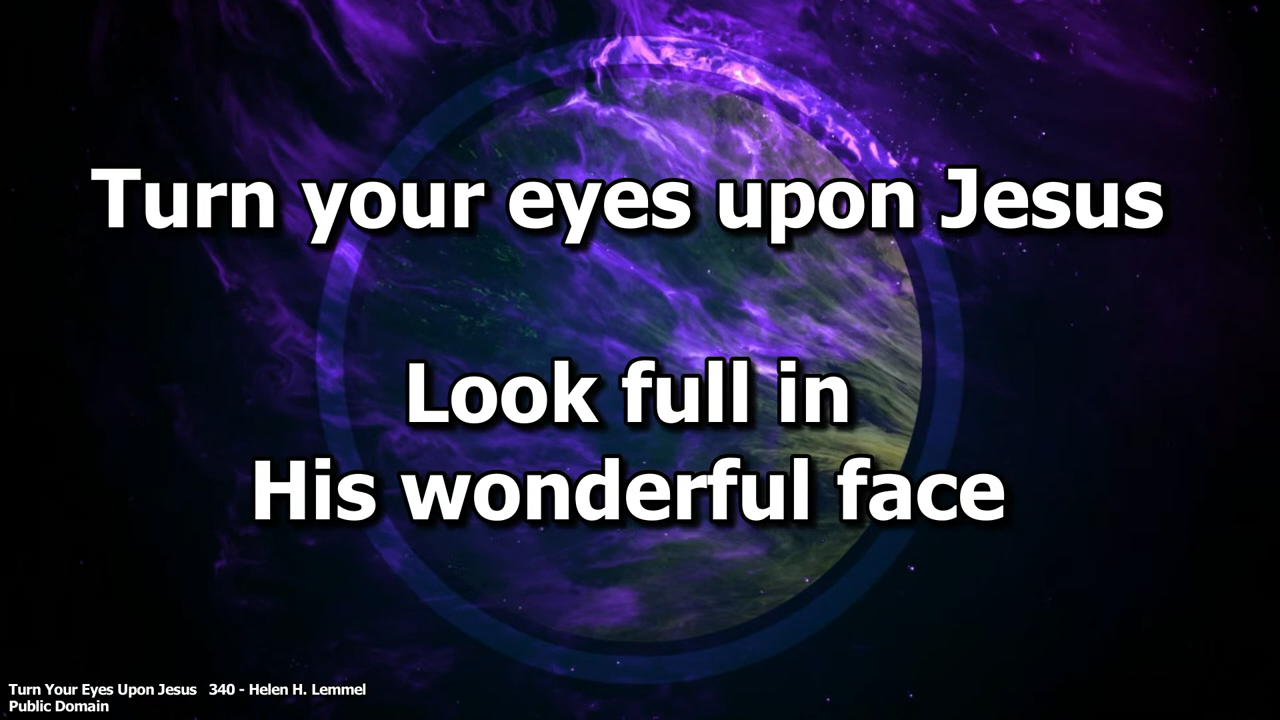 Turn your eyes upon Jesus
Look full in
His wonderful face
Turn Your Eyes Upon Jesus 340 - Helen H. Lemmel
Public Domain